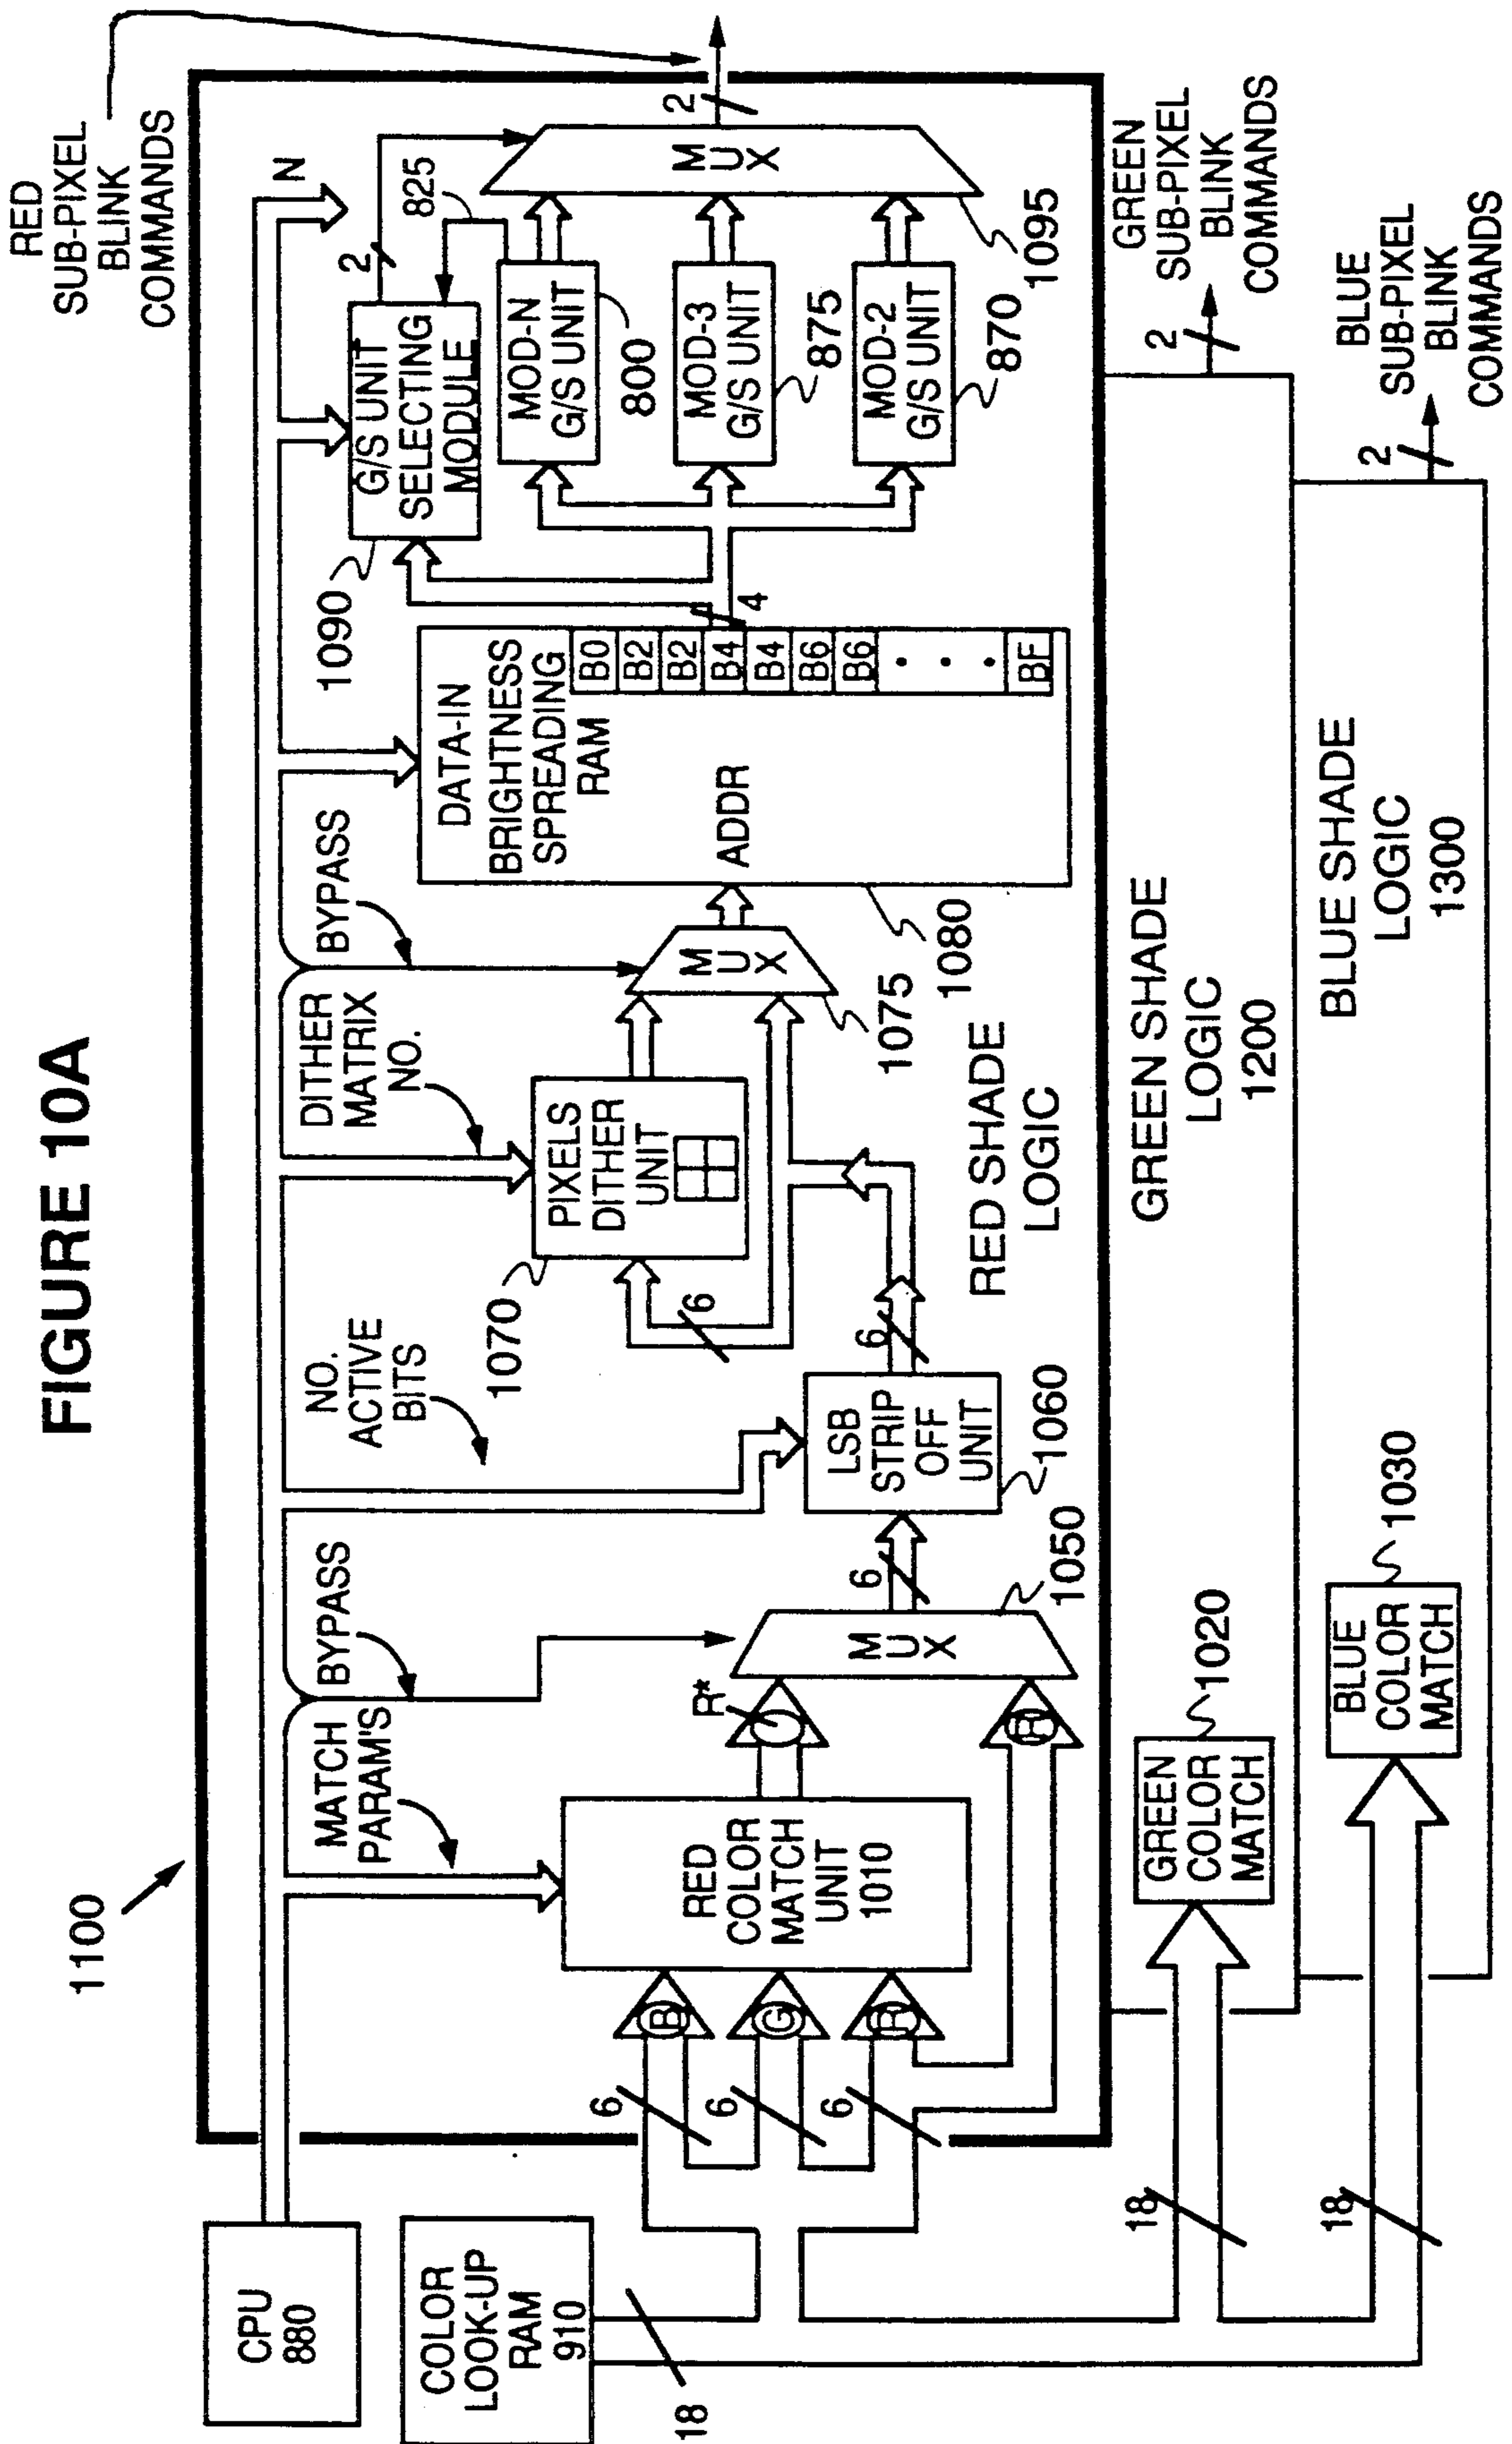 FIGURE 10A
RED
SUB-PIXEL
BLINK
COMMANDS
1100
CPU
880
COLOR
LOOK-UP
RAM
910
18
6
6
6
B
G
R
MATCH
PARAM'S
BYPASS
RED
COLOR
MATCH
UNIT
1010
R*
R
MUX
1050
6
NO.
ACTIVE
BITS
LSB
STRIP
OFF
UNIT
1060
6
6
1070
DITHER
MATRIX
NO.
PIXELS
DITHER
UNIT
BYPASS
MUX
1075
RED SHADE
LOGIC
DATA-IN
BRIGHTNESS
SPREADING
RAM
ADDR
1080
B0
B2
B2
B4
B4
B6
B6
BF
4
1090
G/S UNIT
SELECTING
MODULE
N
2
825
MOD-N
G/S UNIT
800
MOD-3
G/S UNIT
875
MOD-2
G/S UNIT
870
MUX
1095
2
18
GREEN
COLOR
MATCH
1020
GREEN SHADE
LOGIC
1200
2
GREEN
SUB-PIXEL
BLINK
COMMANDS
18
BLUE
COLOR
MATCH
1030
BLUE SHADE
LOGIC
1300
2
BLUE
SUB-PIXEL
BLINK
COMMANDS